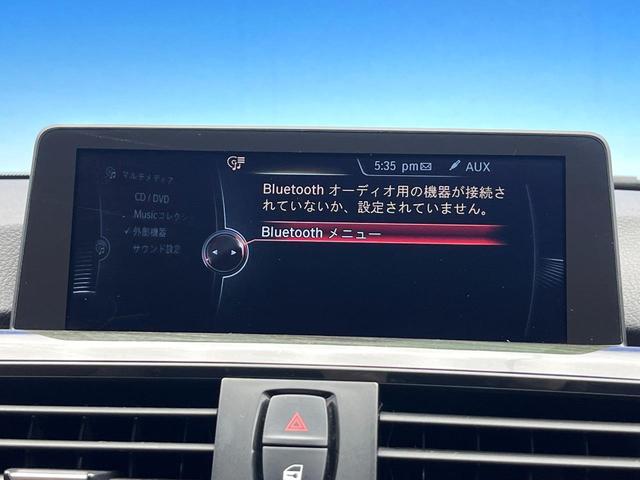 5:35 pm AUX
マルチメディア
CD / DVD
Musicコレクシ
外部機器
サウンド設定
Bluetooth オーディオ用の機器が接続さ
れていないか、設定されていません。
Bluetooth メニュー